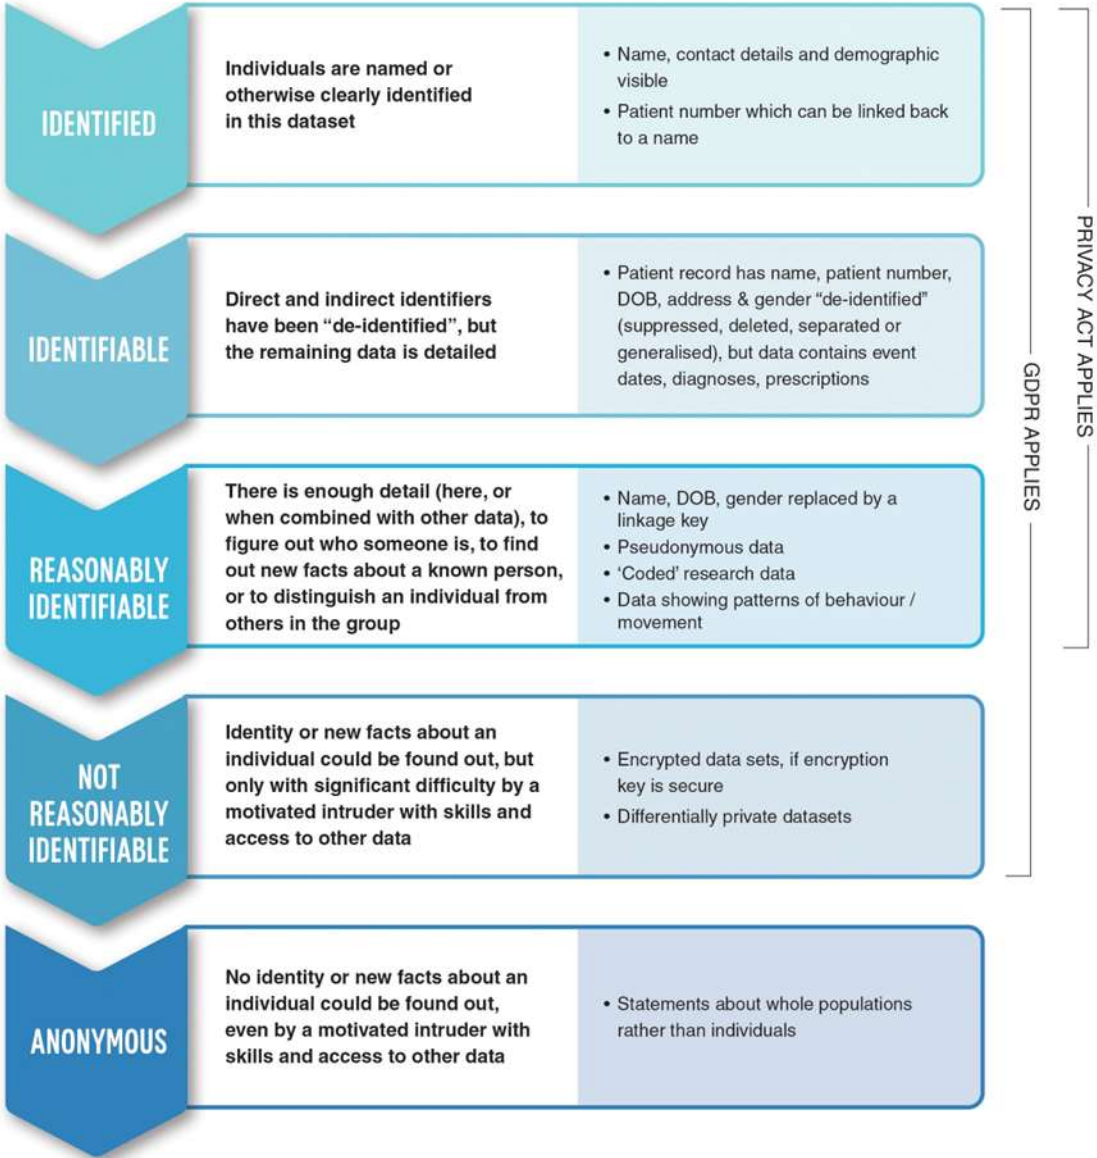 IDENTIFIED
Individuals are named or
otherwise clearly identified
in this dataset
• Name, contact details and demographic
visible
• Patient number which can be linked back
to a name
IDENTIFIABLE
Direct and indirect identifiers
have been “de-identified”, but
the remaining data is detailed
• Patient record has name, patient number,
DOB, address & gender “de-identified”
(suppressed, deleted, separated or
generalised), but data contains event
dates, diagnoses, prescriptions
REASONABLY
IDENTIFIABLE
There is enough detail (here, or
when combined with other data), to
figure out who someone is, to find
out new facts about a known person,
or to distinguish an individual from
others in the group
• Name, DOB, gender replaced by a
linkage key
• Pseudonymous data
• ‘Coded’ research data
• Data showing patterns of behaviour /
movement
NOT
REASONABLY
IDENTIFIABLE
Identity or new facts about an
individual could be found out, but
only with significant difficulty by a
motivated intruder with skills and
access to other data
• Encrypted data sets, if encryption
key is secure
• Differentially private datasets
ANONYMOUS
No identity or new facts about an
individual could be found out,
even by a motivated intruder with
skills and access to other data
• Statements about whole populations
rather than individuals
GDPR APPLIES
PRIVACY ACT APPLIES